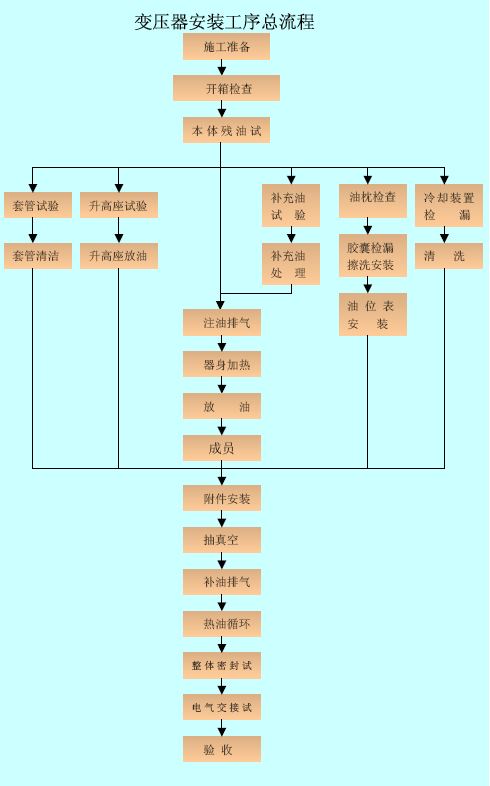 变压器安装工序总流程
施工准备
开箱检查
本体残油试
套管试验
升高座试验
补充油
试 验
油枕检查
冷却装置
检 漏
套管清洁
升高座放油
补充油
处 理
胶囊检漏
擦洗安装
清 洗
油位表
安 装
注油排气
器身加热
放 油
成员
附件安装
抽真空
补油排气
热油循环
整体密封试
电气交接试
验 收